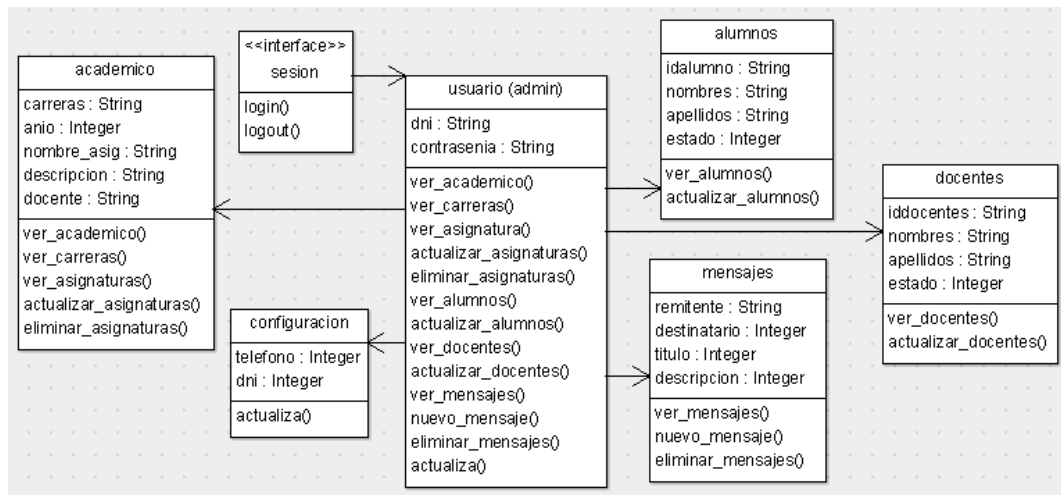 academico
carreras : String
anio : Integer
nombre_asig : String
descripcion : String
docente : String
ver_academico()
ver_carreras()
ver_asignaturas()
actualizar_asignaturas()
eliminar_asignaturas()
<<interface>>
sesion
login()
logout()
configuracion
telefono : Integer
dni : Integer
actualiza()
usuario (admin)
dni : String
contrasenia : String
ver_academico()
ver_carreras()
ver_asignatura()
actualizar_asignaturas()
eliminar_asignaturas()
ver_alumnos()
actualizar_alumnos()
ver_docentes()
actualizar_docentes()
ver_mensajes()
nuevo_mensaje()
eliminar_mensajes()
actualiza()
alumnos
idalumno : String
nombres : String
apellidos : String
estado : Integer
ver_alumnos()
actualizar_alumnos()
mensajes
remitente : String
destinatario : Integer
titulo : Integer
descripcion : Integer
ver_mensajes()
nuevo_mensaje()
eliminar_mensajes()
docentes
iddocentes : String
nombres : String
apellidos : String
estado : Integer
ver_docentes()
actualizar_docentes()